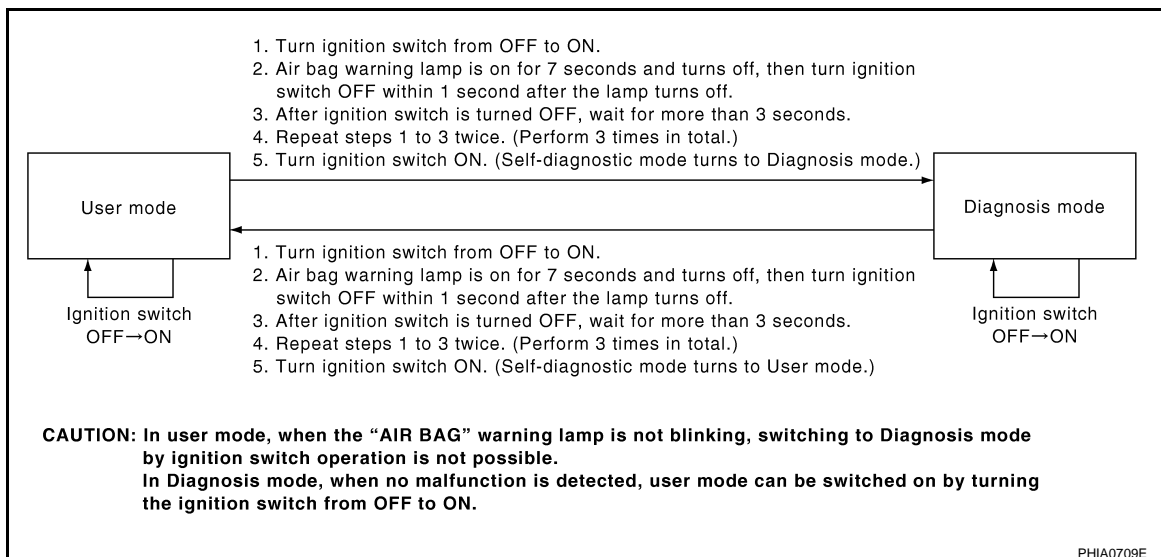 1. Turn ignition switch from OFF to ON.
2. Air bag warning lamp is on for 7 seconds and turns off, then turn ignition
switch OFF within 1 second after the lamp turns off.
3. After ignition switch is turned OFF, wait for more than 3 seconds.
4. Repeat steps 1 to 3 twice. (Perform 3 times in total.)
5. Turn ignition switch ON. (Self-diagnostic mode turns to Diagnosis mode.)
User mode
Diagnosis mode
1. Turn ignition switch from OFF to ON.
2. Air bag warning lamp is on for 7 seconds and turns off, then turn ignition
switch OFF within 1 second after the lamp turns off.
3. After ignition switch is turned OFF, wait for more than 3 seconds.
4. Repeat steps 1 to 3 twice. (Perform 3 times in total.)
5. Turn ignition switch ON. (Self-diagnostic mode turns to User mode.)
Ignition switch
OFF→ON
Ignition switch
OFF→ON
CAUTION: In user mode, when the “AIR BAG” warning lamp is not blinking, switching to Diagnosis mode
by ignition switch operation is not possible.
In Diagnosis mode, when no malfunction is detected, user mode can be switched on by turning
the ignition switch from OFF to ON.
PHIA0709E